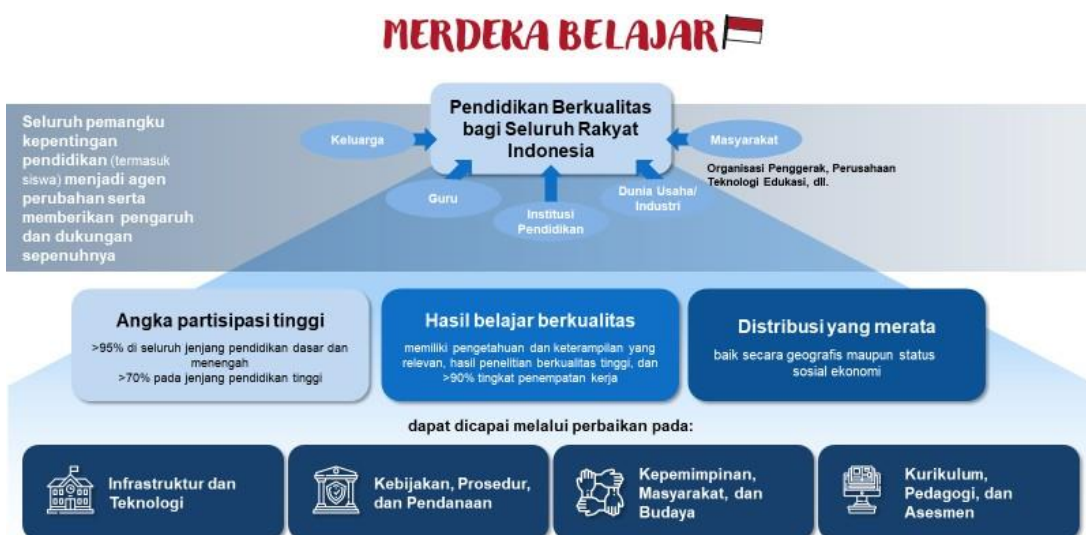 MERDEKA BELAJAR
Pendidikan Berkualitas
bagi Seluruh Rakyat
Indonesia
Seluruh pemangku
kepentingan
pendidikan (termasuk
siswa) menjadi agen
perubahan serta
memberikan pengaruh
dan dukungan
sepenuhnya
Keluarga
Guru
Institusi
Pendidikan
Dunia Usaha/
Industri
Masyarakat
Organisasi Penggerak, Perusahaan
Teknologi Edukasi, dll.
Angka partisipasi tinggi
>95% di seluruh jenjang pendidikan dasar dan
menengah
>70% pada jenjang pendidikan tinggi
Hasil belajar berkualitas
memiliki pengetahuan dan keterampilan yang
relevan, hasil penelitian berkualitas tinggi, dan
>90% tingkat penempatan kerja
Distribusi yang merata
baik secara geografis maupun status
sosial ekonomi
dapat dicapai melalui perbaikan pada:
Infrastruktur dan
Teknologi
Kebijakan, Prosedur,
dan Pendanaan
Kepemimpinan,
Masyarakat, dan
Budaya
Kurikulum,
Pedagogi, dan
Asesmen